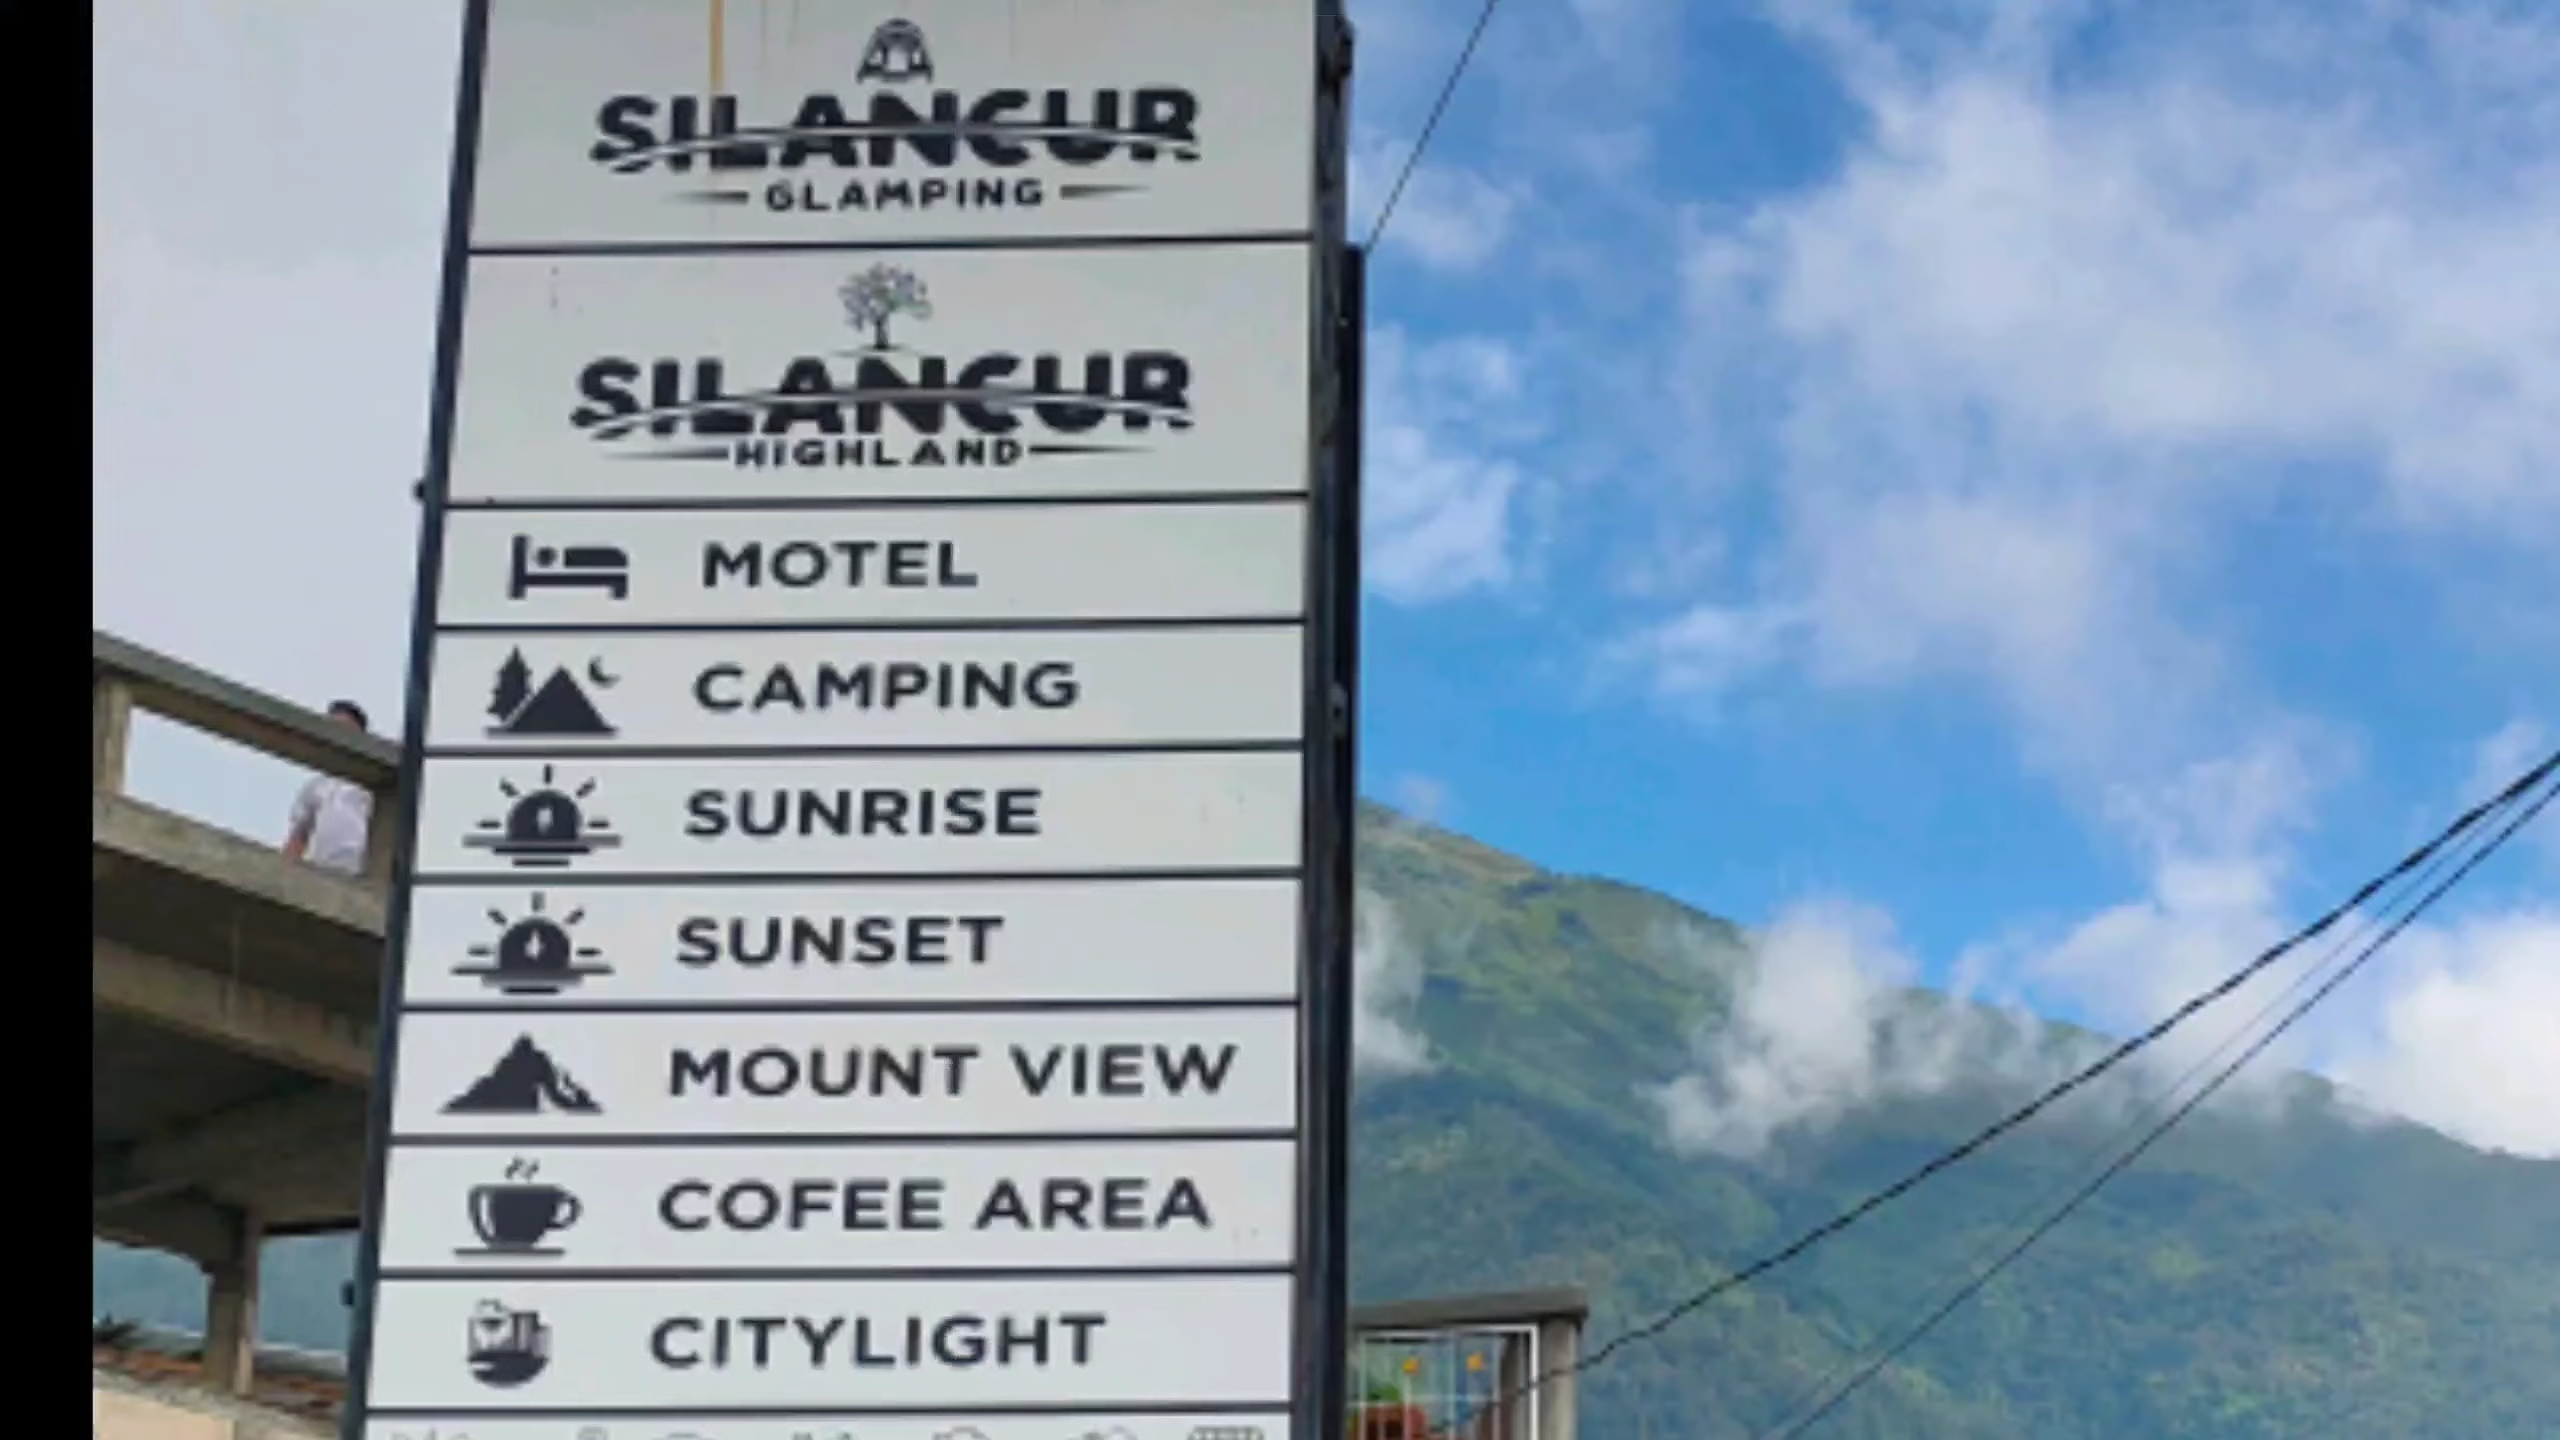 SILANCUR
GLAMPING
SILANCUR
HIGHLAND
MOTEL
CAMPING
SUNRISE
SUNSET
MOUNT VIEW
COFEE AREA
CITYLIGHT